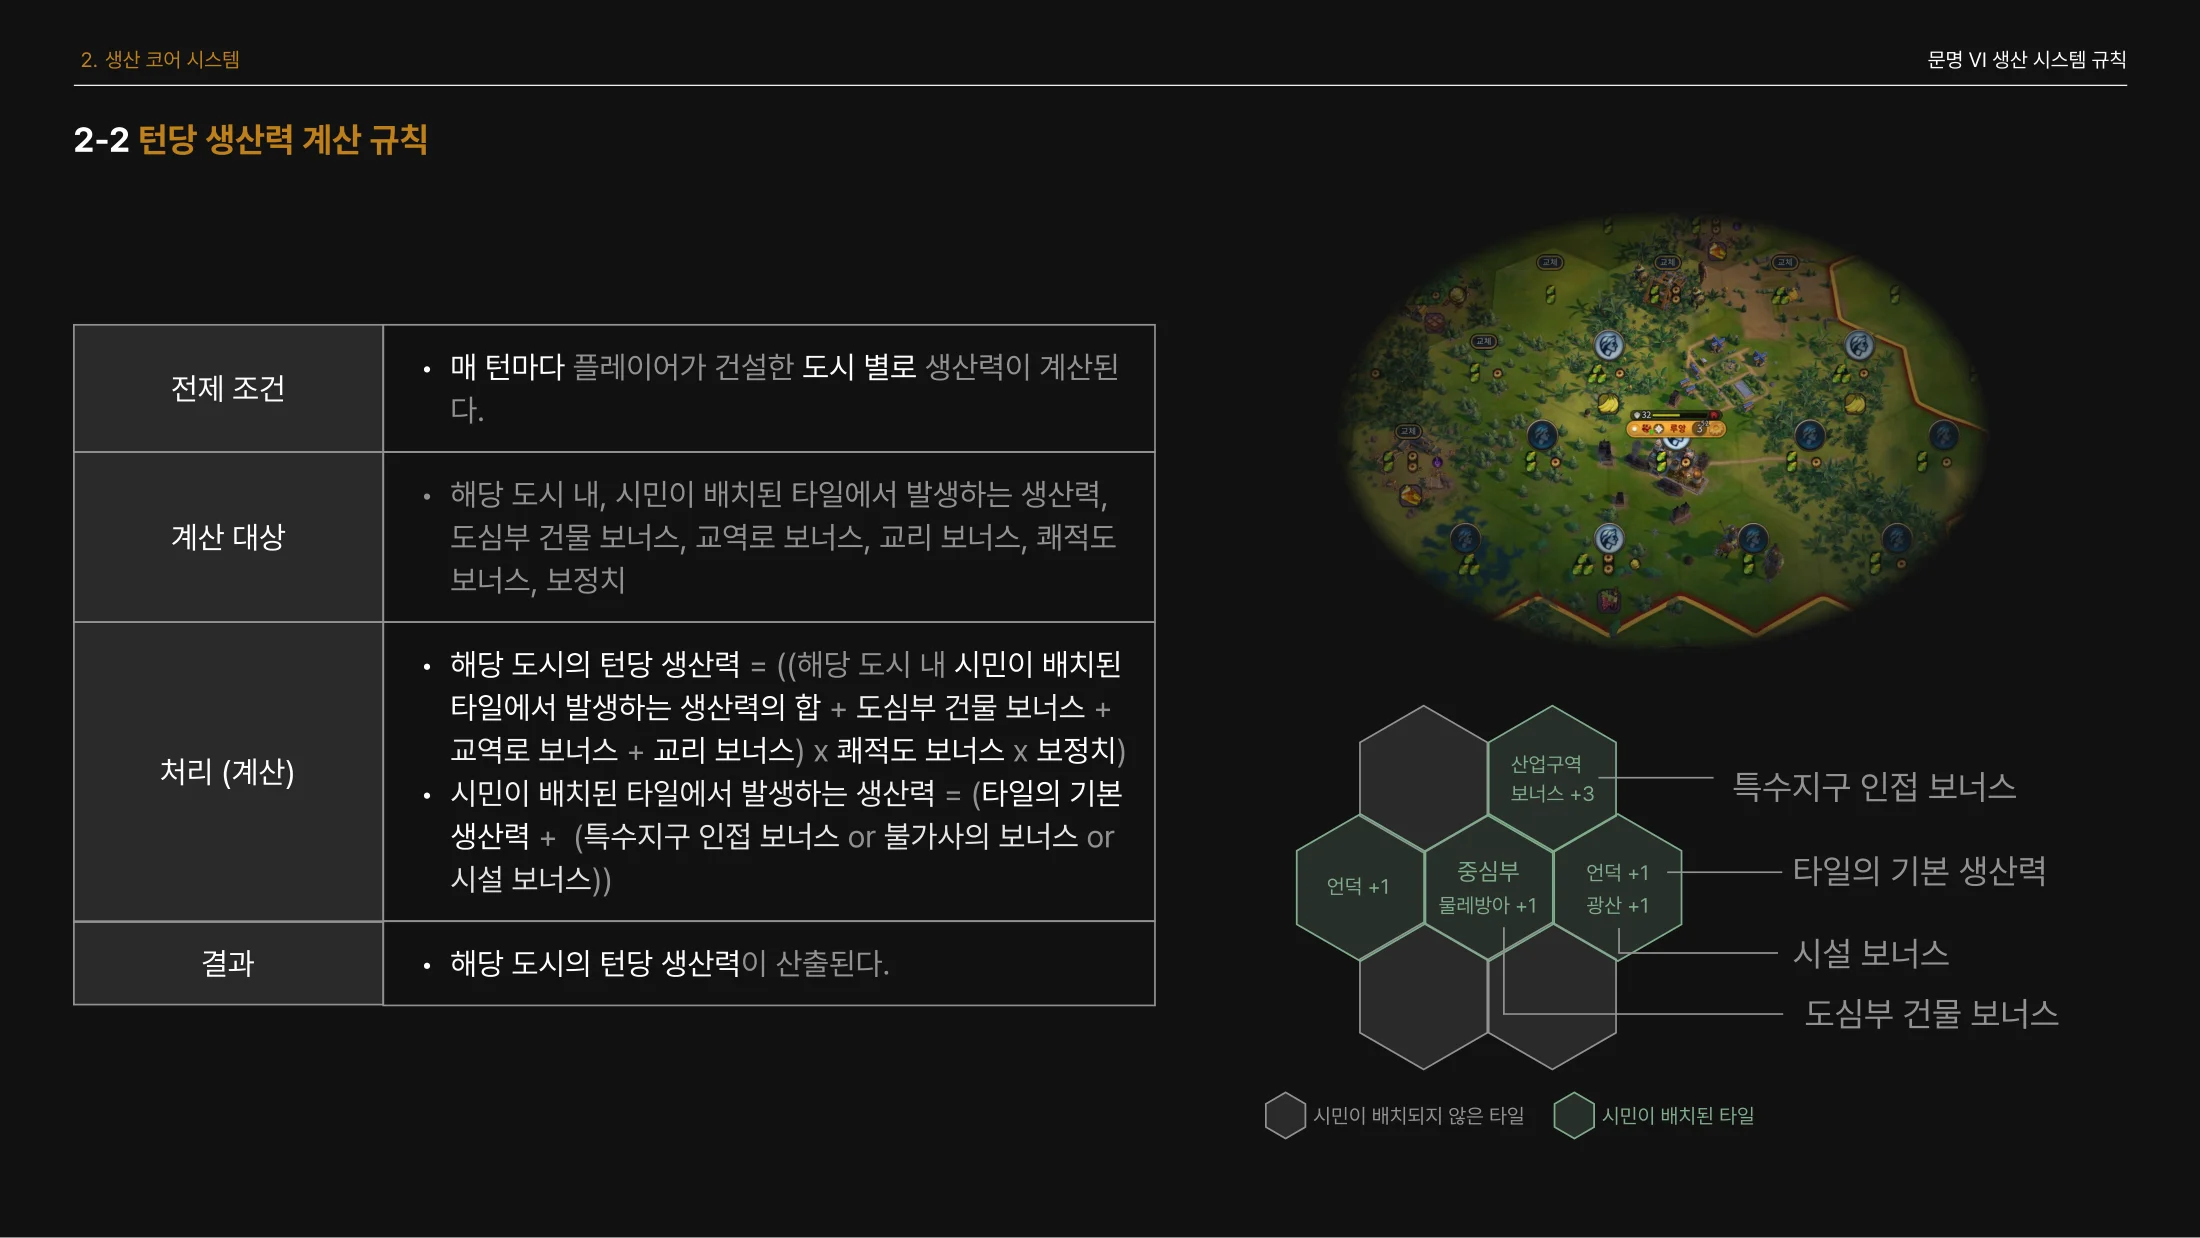 2. 생산 코어 시스템
문명 VI 생산 시스템 규칙
2-2 턴당 생산력 계산 규칙
전제 조건
• 매 턴마다 플레이어가 건설한 도시 별로 생산력이 계산된
다.
계산 대상
• 해당 도시 내, 시민이 배치된 타일에서 발생하는 생산력,
도심부 건물 보너스, 교역로 보너스, 교리 보너스, 쾌적도
보너스, 보정치
처리 (계산)
• 해당 도시의 턴당 생산력 = ((해당 도시 내 시민이 배치된
타일에서 발생하는 생산력의 합 + 도심부 건물 보너스 +
교역로 보너스 + 교리 보너스) x 쾌적도 보너스 x 보정치)
• 시민이 배치된 타일에서 발생하는 생산력 = (타일의 기본
생산력 + (특수지구 인접 보너스 or 불가사의 보너스 or
시설 보너스))
결과
• 해당 도시의 턴당 생산력이 산출된다.
교체
교체
교체
교체
교체
32
루앙
3
산업구역
보너스 +3
특수지구 인접 보너스
언덕 +1
중심부
물레방아 +1
언덕 +1
광산 +1
타일의 기본 생산력
시설 보너스
도심부 건물 보너스
시민이 배치되지 않은 타일
시민이 배치된 타일